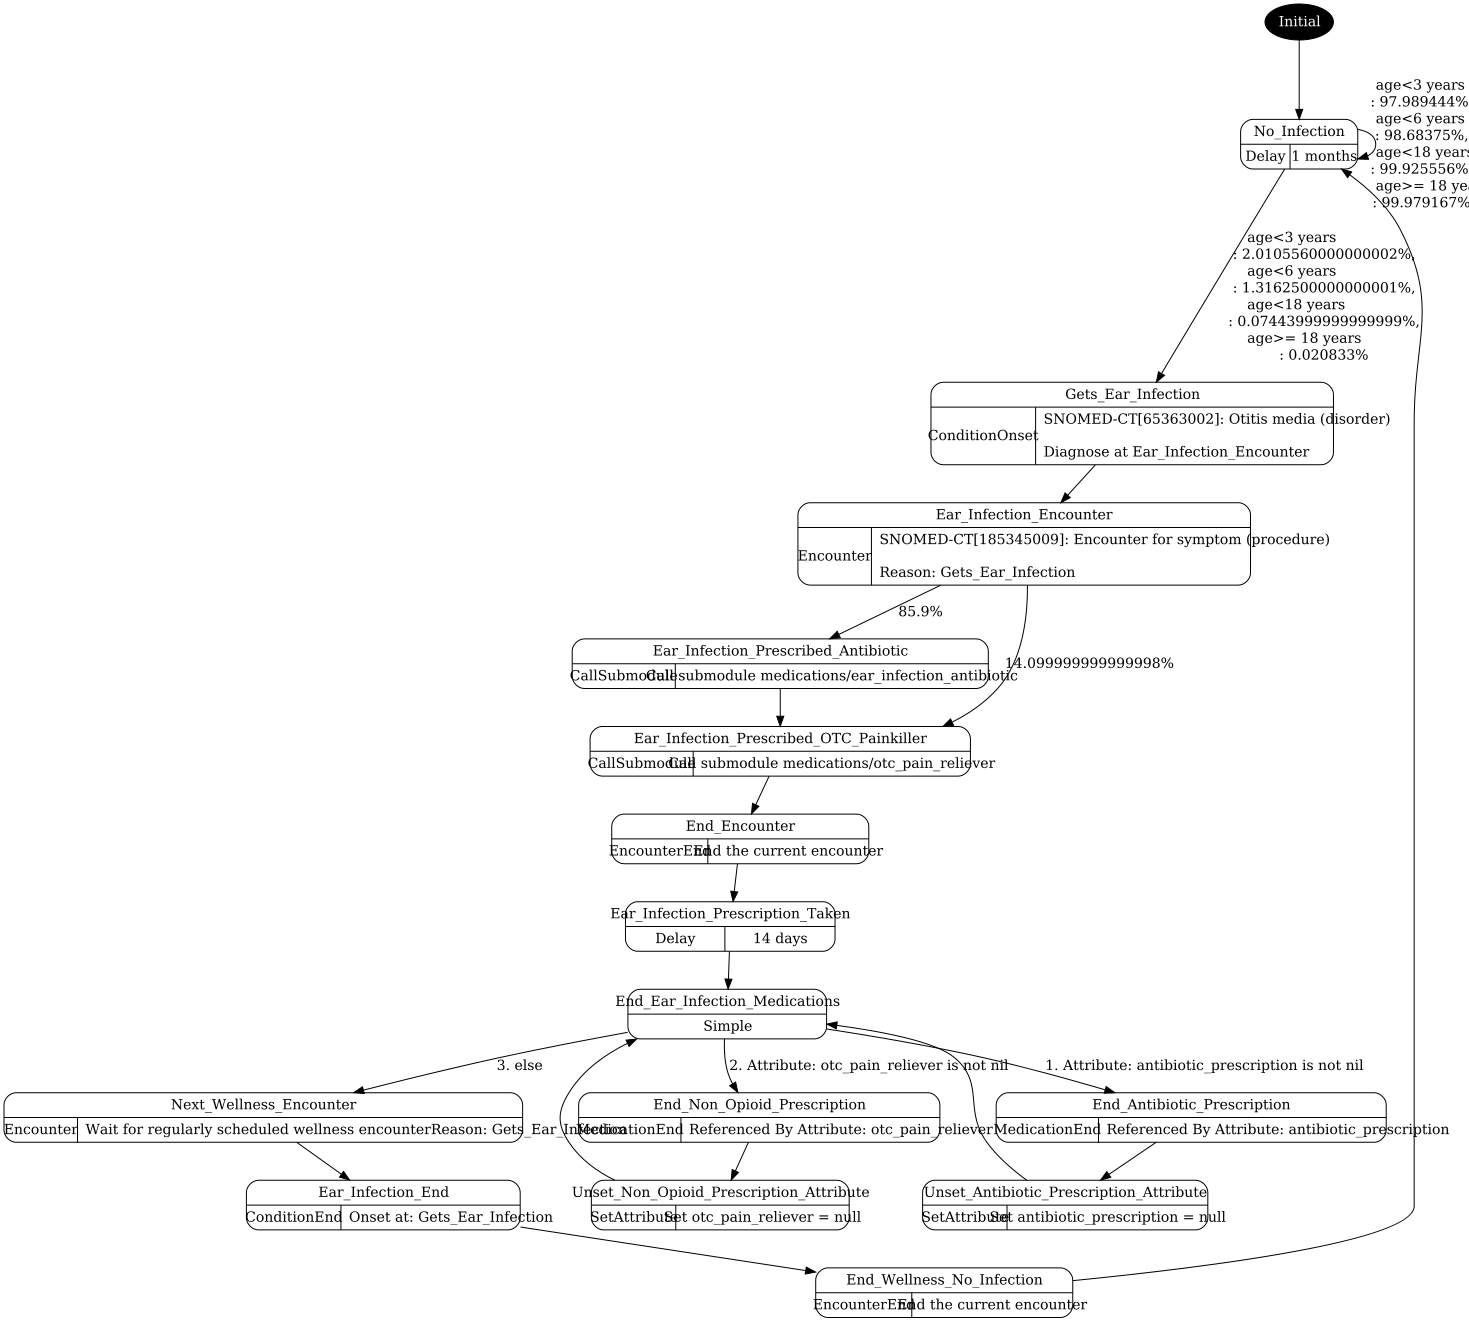 Initial
age<3 years
: 97.989444%
age<6 years
: 98.68375%,
age<18 years
: 99.925556%
age>= 18 yea
: 99.979167%
No_Infection
Delay 1 months
age<3 years
: 2.0105560000000002%,
age<6 years
: 1.3162500000000001%,
age<18 years
: 0.07443999999999999%,
age>= 18 years
: 0.020833%
Gets_Ear_Infection
ConditionOnset
SNOMED-CT[65363002]: Otitis media (disorder)
Diagnose at Ear_Infection_Encounter
Ear_Infection_Encounter
Encounter
SNOMED-CT[185345009]: Encounter for symptom (procedure)
Reason: Gets_Ear_Infection
85.9%
14.099999999999998%
Ear_Infection_Prescribed_Antibiotic
CallSubmodule Call submodule medications/ear_infection_antibiotic
Ear_Infection_Prescribed_OTC_Painkiller
CallSubmodule Call submodule medications/otc_pain_reliever
End_Encounter
EncounterEnd End the current encounter
Ear_Infection_Prescription_Taken
Delay 14 days
End_Ear_Infection_Medications
Simple
3. else
2. Attribute: otc_pain_reliever is not nil
1. Attribute: antibiotic_prescription is not nil
Next_Wellness_Encounter
Encounter Wait for regularly scheduled wellness encounterReason: Gets_Ear_Infection
End_Non_Opioid_Prescription
MedicationEnd Referenced By Attribute: otc_pain_reliever
End_Antibiotic_Prescription
MedicationEnd Referenced By Attribute: antibiotic_prescription
Ear_Infection_End
ConditionEnd Onset at: Gets_Ear_Infection
Unset_Non_Opioid_Prescription_Attribute
SetAttribute Set otc_pain_reliever = null
Unset_Antibiotic_Prescription_Attribute
SetAttribute Set antibiotic_prescription = null
End_Wellness_No_Infection
EncounterEnd End the current encounter